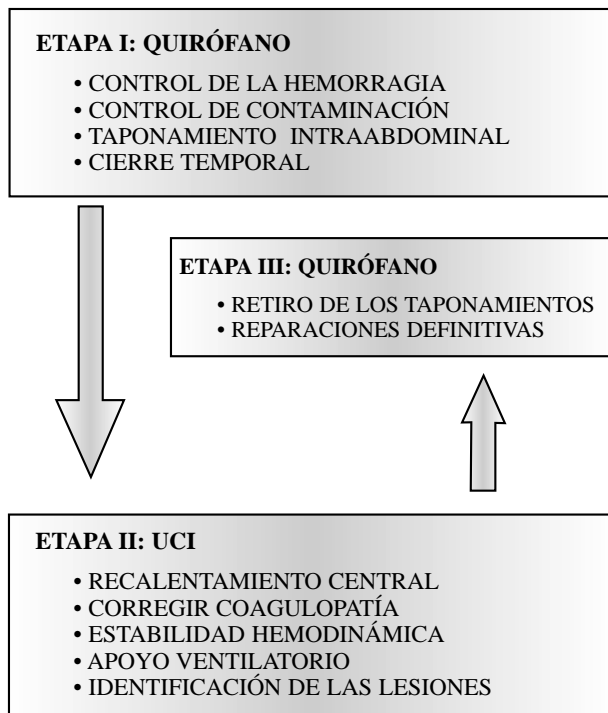 ETAPA I: QUIRÓFANO
• CONTROL DE LA HEMORRAGIA
• CONTROL DE CONTAMINACIÓN
• TAPONAMIENTO INTRAABDOMINAL
• CIERRE TEMPORAL
ETAPA III: QUIRÓFANO
• RETIRO DE LOS TAPONAMIENTOS
• REPARACIONES DEFINITIVAS
ETAPA II: UCI
• RECALENTAMIENTO CENTRAL
• CORREGIR COAGULOPATÍA
• ESTABILIDAD HEMODINÁMICA
• APOYO VENTILATORIO
• IDENTIFICACIÓN DE LAS LESIONES